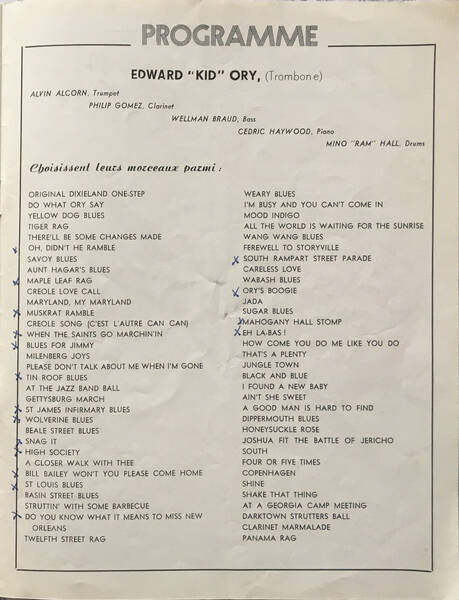 PROGRAMME
EDWARD "KID" ORY, (Trombone)
ALVIN ALCORN, Trumpet
PHILIP GOMEZ, Clarinet
WELLMAN BRAUD, Bass
CEDRIC HAYWOOD, Piano
MINO "RAM" HALL, Drums
Choisissent leurs morceaux parmi :
ORIGINAL DIXIELAND ONE-STEP
DO WHAT ORY SAY
YELLOW DOG BLUES
TIGER RAG
THERE'LL BE SOME CHANGES MADE
OH, DIDN'T HE RAMBLE
SAVOY BLUES
AUNT HAGAR'S BLUES
MAPLE LEAF RAG
CREOLE LOVE CALL
MARYLAND, MY MARYLAND
MUSKRAT RAMBLE
CREOLE SONG (C'EST L'AUTRE CAN CAN)
WHEN THE SAINTS GO MARCHIN'IN
BLUES FOR JIMMY
MILENBERG JOYS
PLEASE DON'T TALK ABOUT ME WHEN I'M GONE
TIN ROOF BLUES
AT THE JAZZ BAND BALL
GETTYSBURG MARCH
ST JAMES INFIRMARY BLUES
WOLVERINE BLUES
BEALE STREET BLUES
SNAG IT
HIGH SOCIETY
A CLOSER WALK WITH THEE
BILL BAILEY WON'T YOU PLEASE COME HOME
ST LOUIS BLUES
BASIN STREET BLUES
STRUTTIN' WITH SOME BARBECUE
DO YOU KNOW WHAT IT MEANS TO MISS NEW
ORLEANS
TWELFTH STREET RAG
WEARY BLUES
I'M BUSY AND YOU CAN'T COME IN
MOOD INDIGO
ALL THE WORLD IS WAITING FOR THE SUNRISE
WANG WANG BLUES
FEREWELL TO STORYVILLE
SOUTH RAMPART STREET PARADE
CARELESS LOVE
WABASH BLUES
ORY'S BOOGIE
JADA
SUGAR BLUES
MAHOGANY HALL STOMP
EH LA-BAS !
HOW COME YOU DO ME LIKE YOU DO
THAT'S A PLENTY
JUNGLE TOWN
BLACK AND BLUE
I FOUND A NEW BABY
AIN'T SHE SWEET
A GOOD MAN IS HARD TO FIND
DIPPERMOUTH BLUES
HONEYSUCKLE ROSE
JOSHUA FIT THE BATTLE OF JERICHO
SOUTH
FOUR OR FIVE TIMES
COPENHAGEN
SHINE
SHAKE THAT THING
AT A GEORGIA CAMP MEETING
DARKTOWN STRUTTERS BALL
CLARINET MARMALADE
PANAMA RAG